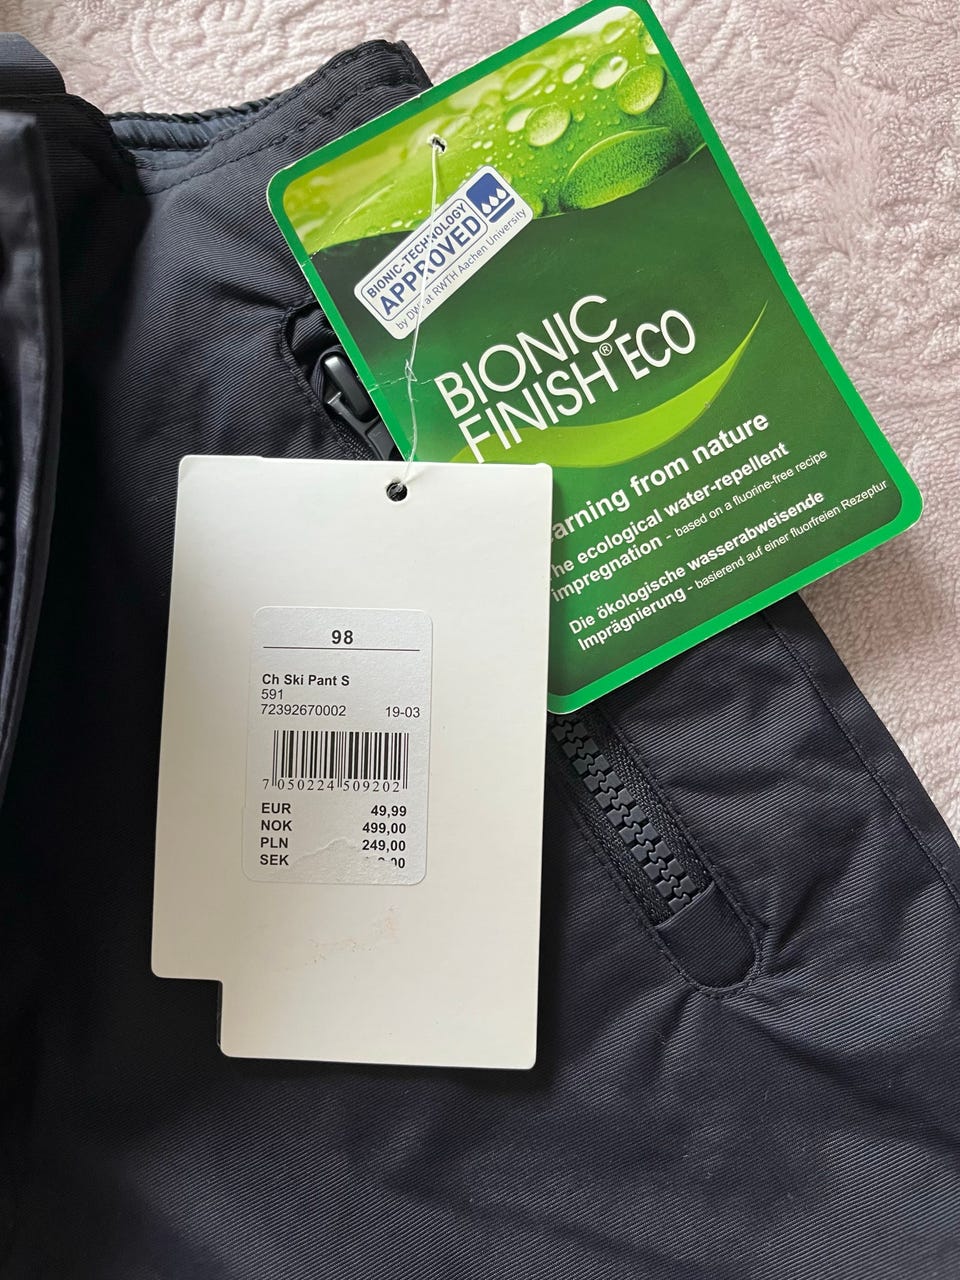 BIONIC-TECHNOLOGY
APPROVED
by DWI at RWTH Aachen University
BIONIC
FINISH® ECO
from nature
ecological water-repellent
impregnation - based on a fluorine-free recipe
Die ökologische wasserabweisende
Imprägnierung - basierend auf einer fluorfreien Rezeptur
98
Ch Ski Pant S
591
72392670002 19-03
7 050224 509202
EUR 49,99
NOK 499,00
PLN 249,00
SEK